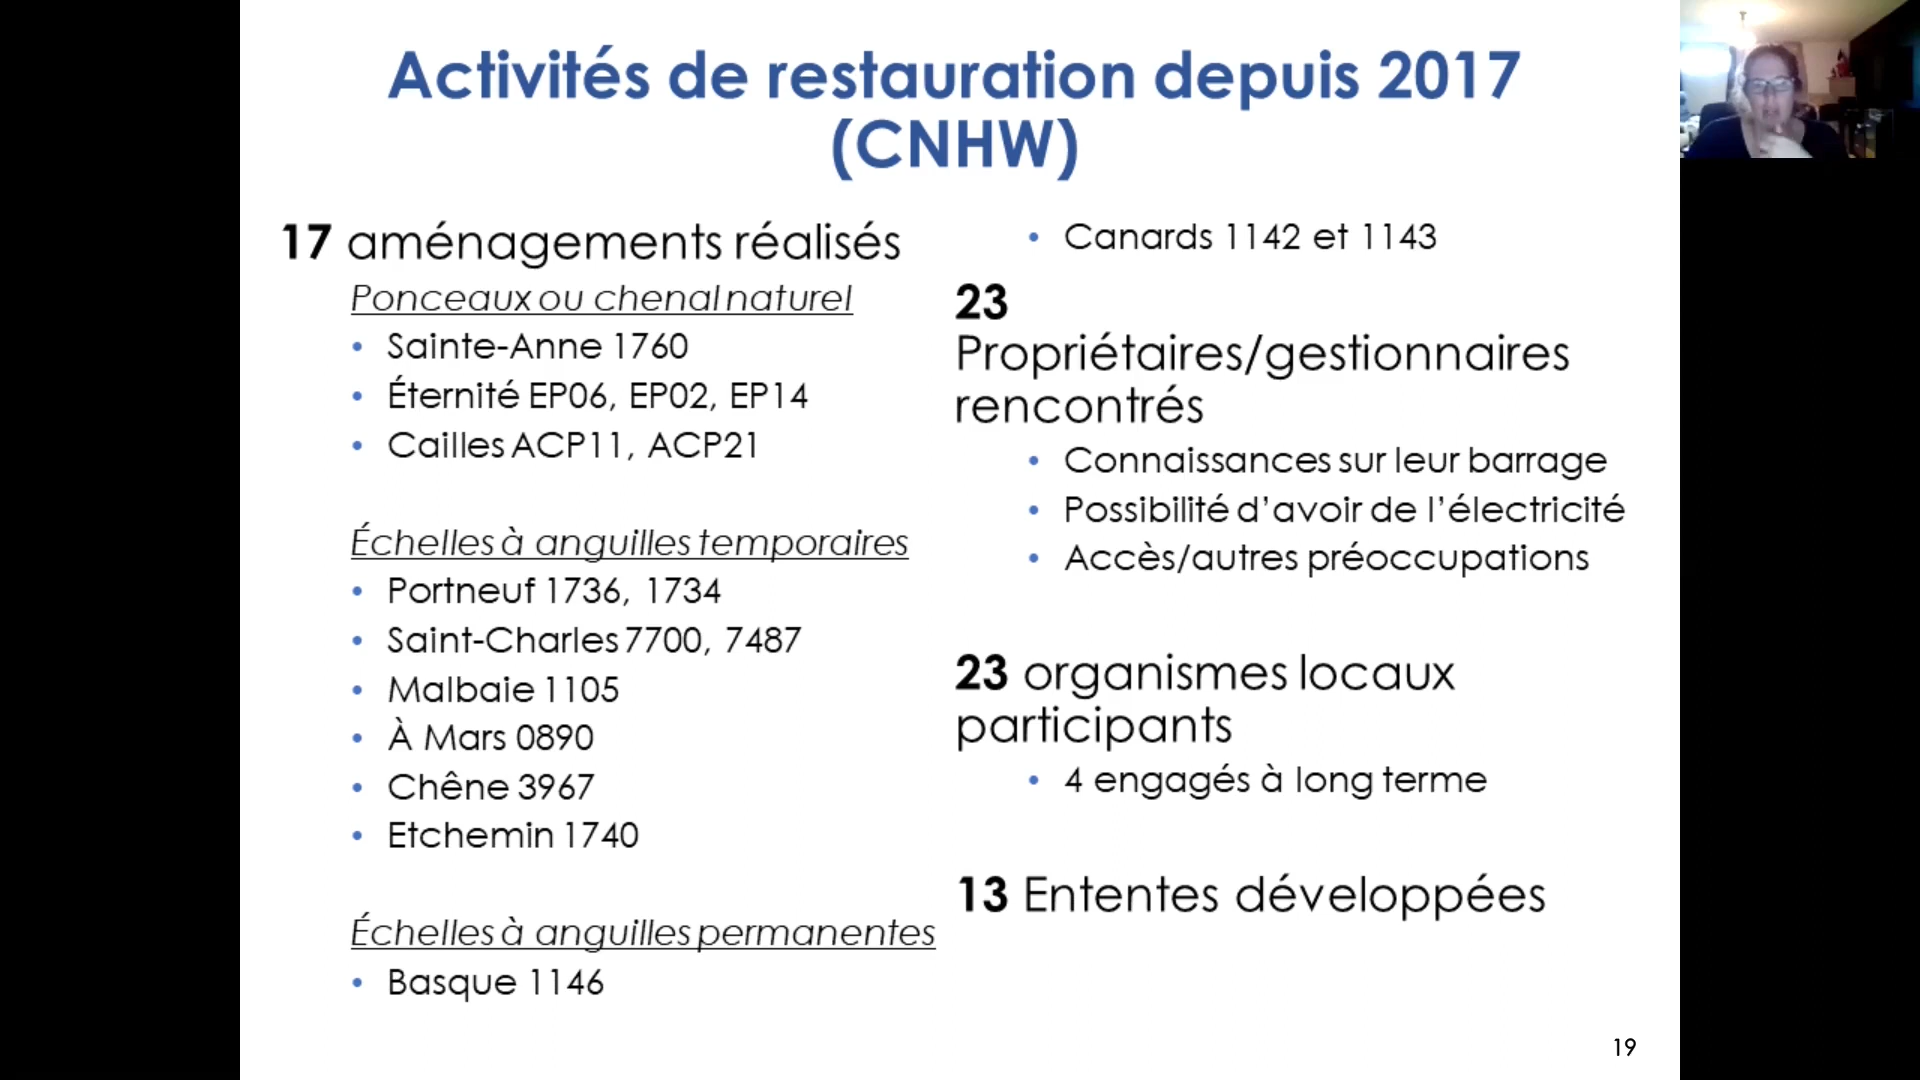 Activités de restauration depuis 2017
(CNHW)
17 aménagements réalisés
Ponceaux ou chenal naturel
• Sainte-Anne 1760
• Éternité EP06, EP02, EP14
• Cailles ACP11, ACP21
Échelles à anguilles temporaires
• Portneuf 1736, 1734
• Saint-Charles 7700, 7487
• Malbaie 1105
• À Mars 0890
• Chêne 3967
• Etchemin 1740
Échelles à anguilles permanentes
• Basque 1146
• Canards 1142 et 1143
23
Propriétaires/gestionnaires
rencontrés
• Connaissances sur leur barrage
• Possibilité d’avoir de l’électricité
• Accès/autres préoccupations
23 organismes locaux
participants
• 4 engagés à long terme
13 Ententes développées
19